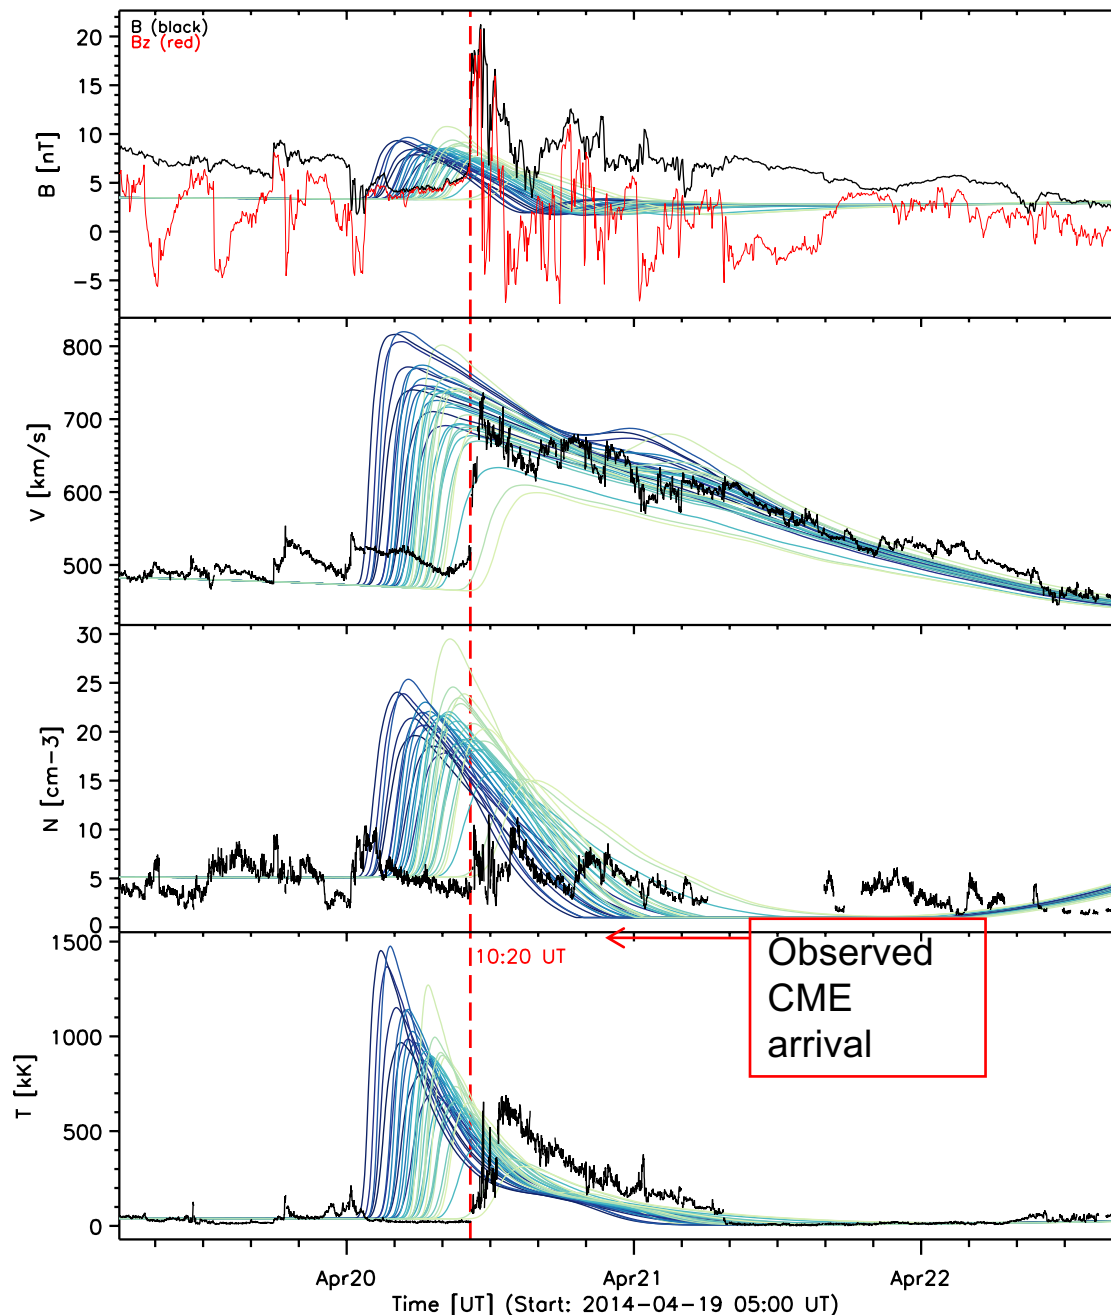 B (black)
Bz (red)
20
15
10
5
0
−5
B [nT]
800
700
600
500
V [km/s]
30
25
20
15
10
5
0
N [cm−3]
1500
1000
500
0
T [kK]
10:20 UT
Observed
CME
arrival
Apr20
Apr21
Apr22
Time [UT] (Start: 2014−04−19 05:00 UT)